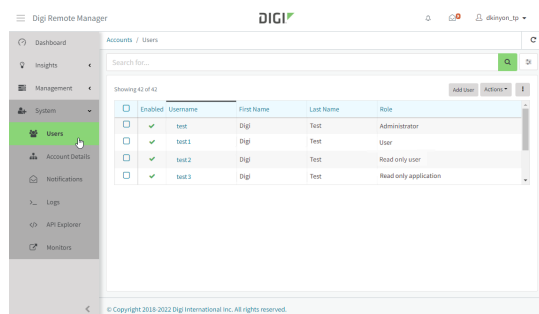 Digi Remote Manager
DIGI
0
dkinyon_tp
Dashboard
Insights
Management
System
Users
Account Details
Notifications
Logs
API Explorer
Monitors
Accounts / Users
Search for...
Showing 42 of 42
Add User
Actions
Enabled Username First Name Last Name Role
test Digi Test Administrator
test1 Digi Test User
test2 Digi Test Read only user
test3 Digi Test Read only application
© Copyright 2018-2022 Digi International Inc. All rights reserved.